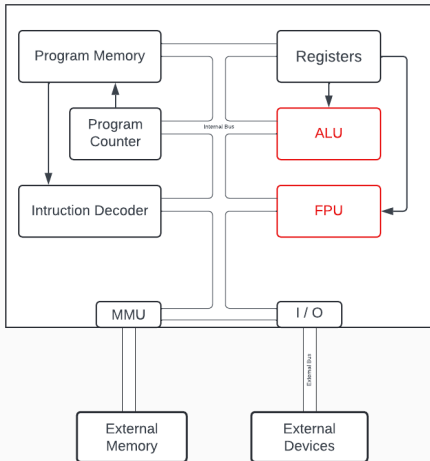 Program Memory
Registers
Program
Counter
Internal Bus
ALU
Intruction Decoder
FPU
MMU
I / O
External Bus
External
Memory
External
Devices